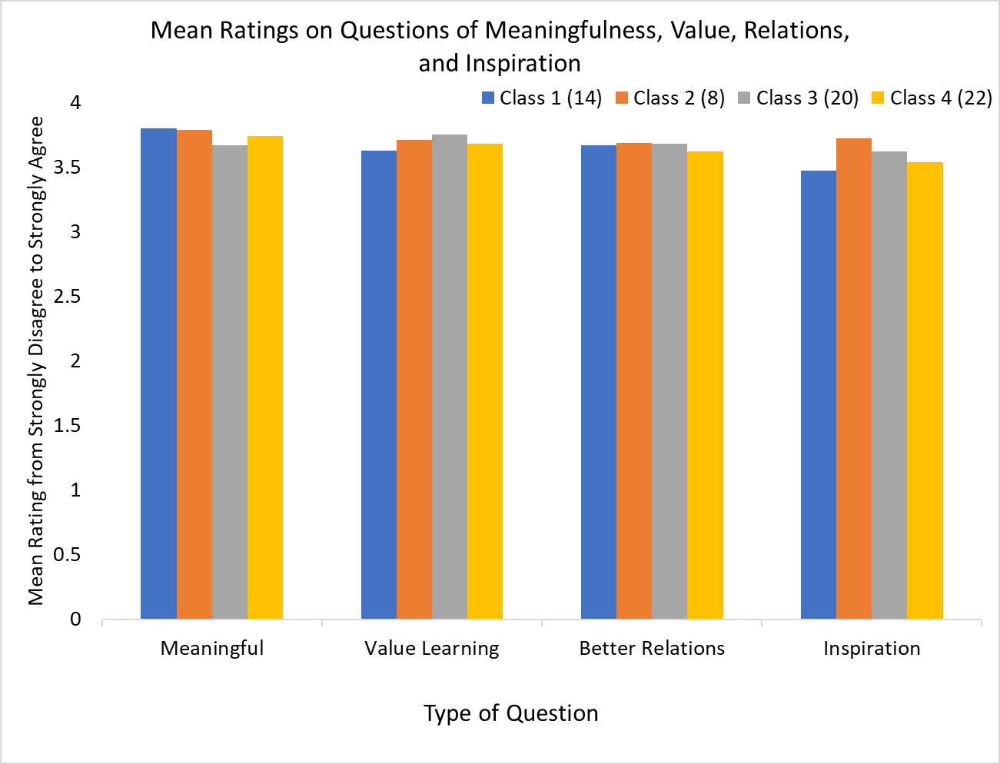 Mean Ratings on Questions of Meaningfulness, Value, Relations,
and Inspiration
Class 1 (14) Class 2 (8) Class 3 (20) Class 4 (22)
Mean Rating from Strongly Disagree to Strongly Agree
4
3.5
3
2.5
2
1.5
1
0.5
0
Meaningful Value Learning Better Relations Inspiration
Type of Question